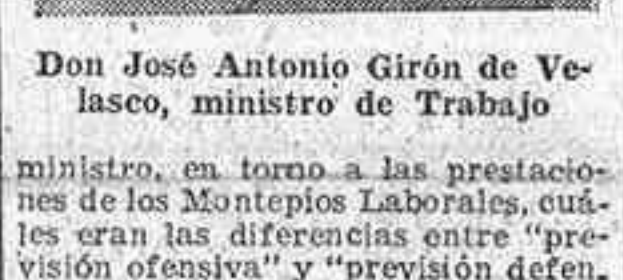 Don José Antonio Girón de Ve-
lasco, ministro de Trabajo
ministro, en torno a las prestacio-
nes de los Montepios Laborales, cuá-
les eran las diferencias entre "pre-
visión ofensiva" y "previsión defen.